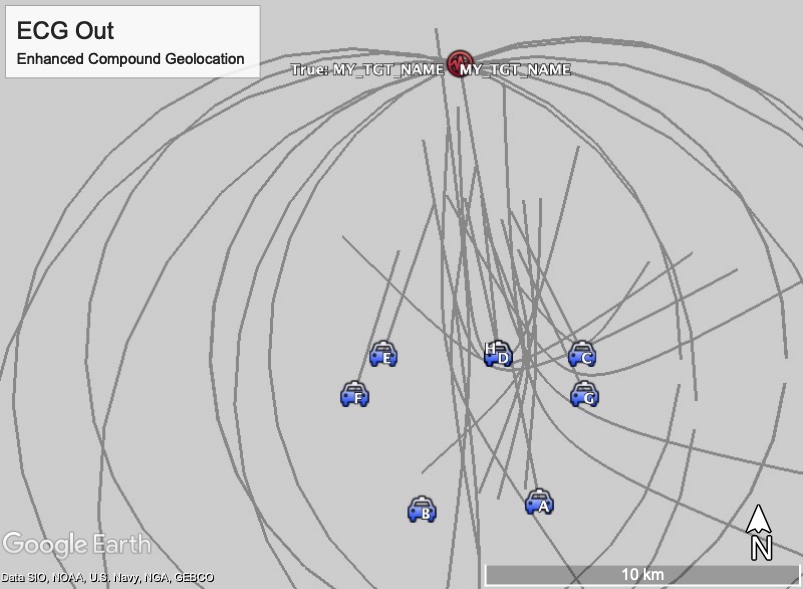 ECG Out
Enhanced Compound Geolocation
True: MY_TGT_NAME
MY_TGT_NAME
H
D
E
C
F
G
B
A
N
Google Earth
10 km
Data SIO, NOAA, U.S. Navy, NGA, GEBCO